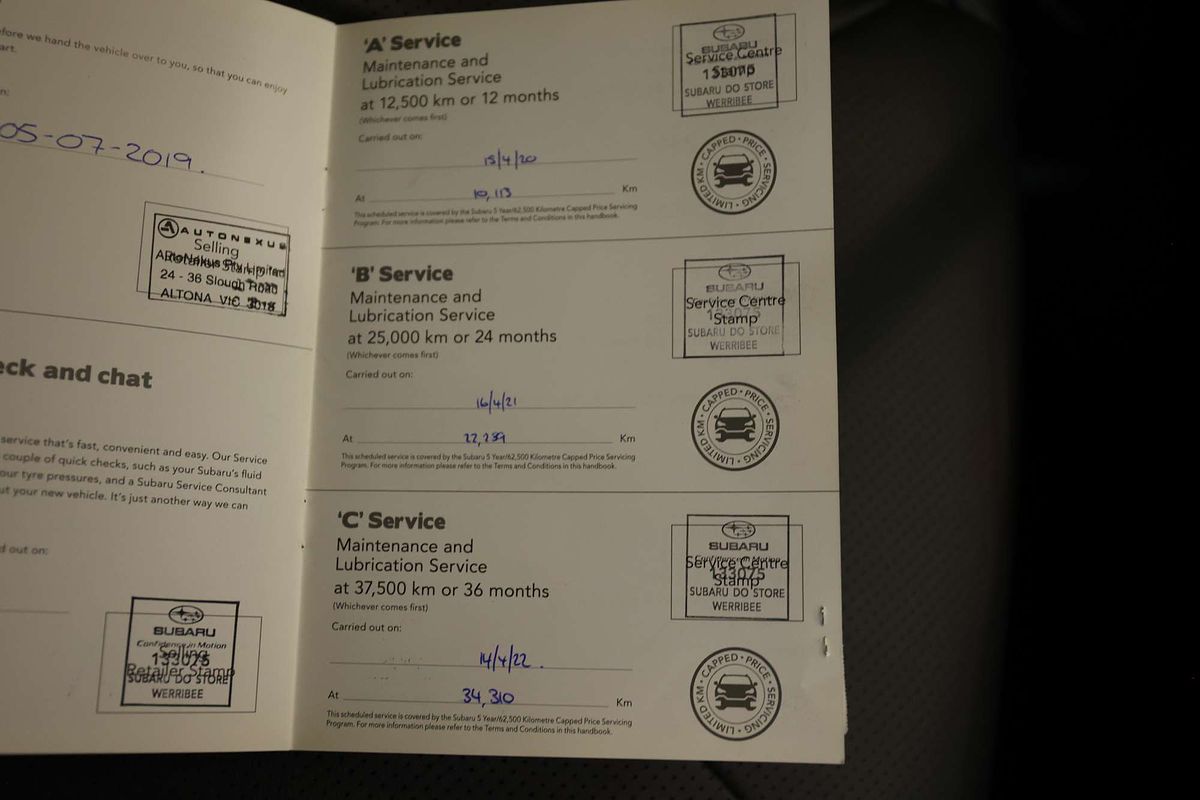 efore we hand the vehicle over to you, so that you can enjoy
art.
n:
05-07-2019.
AUTONEXUS
Selling
AutoNexus Pty Limited
Retailer Stamp
24 - 36 Slough Road
ALTONA VIC 3018
eck and chat
service that's fast, convenient and easy. Our Service
couple of quick checks, such as your Subaru's fluid
our tyre pressures, and a Subaru Service Consultant
ut your new vehicle. It's just another way we can
d out on:
SUBARU
Confidence in Motion
133075
Selling
Retailer Stamp
SUBARU DO STORE
WERRIBEE
'A' Service
Maintenance and
Lubrication Service
at 12,500 km or 12 months
(Whichever comes first)
Carried out on:
15/4/20
At 10,113 Km
This scheduled service is covered by the Subaru 5 Year/62,500 Kilometre Capped Price Servicing
Program. For more information please refer to the Terms and Conditions in this handbook.
SUBARU
Service Centre
Stamp
133075
SUBARU DO STORE
WERRIBEE
CAPPED • PRICE • SERVICING • LIMITED KM •
'B' Service
Maintenance and
Lubrication Service
at 25,000 km or 24 months
(Whichever comes first)
Carried out on:
16/4/21
At 22,289 Km
This scheduled service is covered by the Subaru 5 Year/62,500 Kilometre Capped Price Servicing
Program. For more information please refer to the Terms and Conditions in this handbook.
SUBARU
Service Centre
133075
Stamp
SUBARU DO STORE
WERRIBEE
CAPPED • PRICE • SERVICING • LIMITED KM •
'C' Service
Maintenance and
Lubrication Service
at 37,500 km or 36 months
(Whichever comes first)
Carried out on:
14/4/22.
At 34,310 Km
This scheduled service is covered by the Subaru 5 Year/62,500 Kilometre Capped Price Servicing
Program. For more information please refer to the Terms and Conditions in this handbook.
SUBARU
Confidence in Motion
Service Centre
133075
Stamp
SUBARU DO STORE
WERRIBEE
CAPPED • PRICE • SERVICING • LIMITED KM •